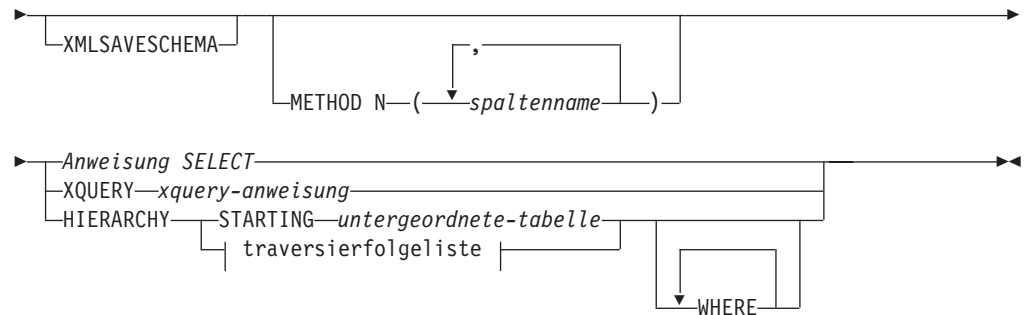 XMLSAVESCHEMA
,
METHOD N ( spaltenname )
Anweisung SELECT
XQUERY xquery-anweisung
HIERARCHY STARTING untergeordnete-tabelle
traversierfolgeliste
WHERE